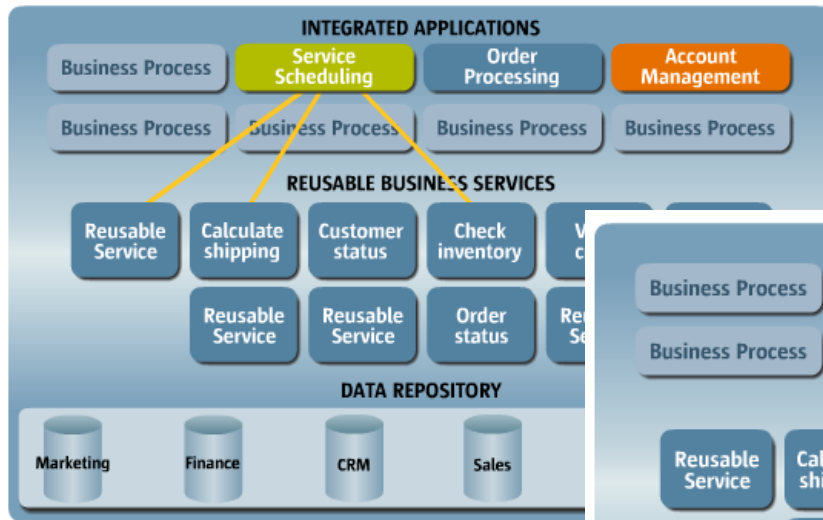 INTEGRATED APPLICATIONS
Business Process
Service
Scheduling
Order
Processing
Account
Management
Business Process
Business Process
Business Process
Business Process
REUSABLE BUSINESS SERVICES
Reusable
Service
Calculate
shipping
Customer
status
Check
inventory
Reusable
Service
Reusable
Service
Order
status
DATA REPOSITORY
Marketing
Finance
CRM
Sales
Business Process
Business Process
Reusable
Service